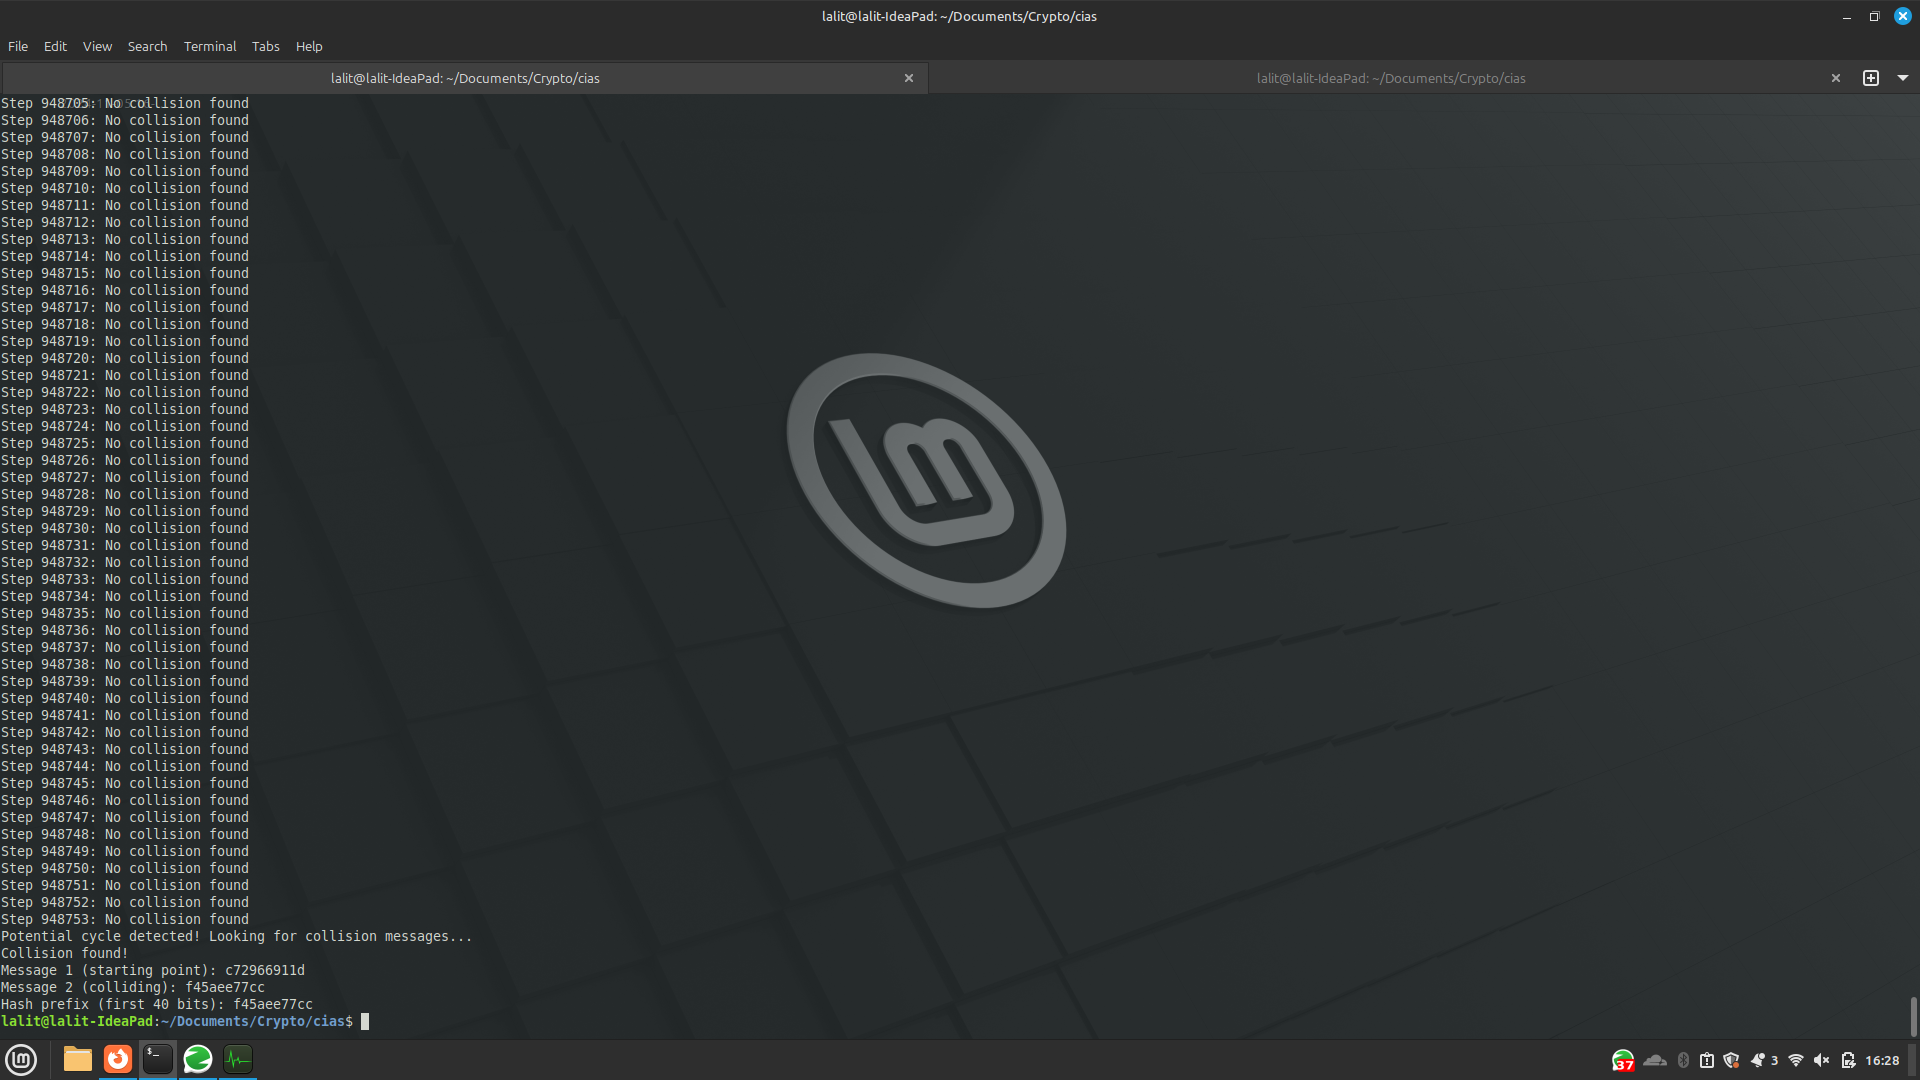 lalit@lalit-IdeaPad: ~/Documents/Crypto/cias
File Edit View Search Terminal Tabs Help
lalit@lalit-IdeaPad: ~/Documents/Crypto/cias
lalit@lalit-IdeaPad: ~/Documents/Crypto/cias
Step 948705: No collision found
Step 948706: No collision found
Step 948707: No collision found
Step 948708: No collision found
Step 948709: No collision found
Step 948710: No collision found
Step 948711: No collision found
Step 948712: No collision found
Step 948713: No collision found
Step 948714: No collision found
Step 948715: No collision found
Step 948716: No collision found
Step 948717: No collision found
Step 948718: No collision found
Step 948719: No collision found
Step 948720: No collision found
Step 948721: No collision found
Step 948722: No collision found
Step 948723: No collision found
Step 948724: No collision found
Step 948725: No collision found
Step 948726: No collision found
Step 948727: No collision found
Step 948728: No collision found
Step 948729: No collision found
Step 948730: No collision found
Step 948731: No collision found
Step 948732: No collision found
Step 948733: No collision found
Step 948734: No collision found
Step 948735: No collision found
Step 948736: No collision found
Step 948737: No collision found
Step 948738: No collision found
Step 948739: No collision found
Step 948740: No collision found
Step 948741: No collision found
Step 948742: No collision found
Step 948743: No collision found
Step 948744: No collision found
Step 948745: No collision found
Step 948746: No collision found
Step 948747: No collision found
Step 948748: No collision found
Step 948749: No collision found
Step 948750: No collision found
Step 948751: No collision found
Step 948752: No collision found
Step 948753: No collision found
Potential cycle detected! Looking for collision messages...
Collision found!
Message 1 (starting point): c72966911d
Message 2 (colliding): f45aee77cc
Hash prefix (first 40 bits): f45aee77cc
lalit@lalit-IdeaPad:~/Documents/Crypto/cias$
37 3 16:28